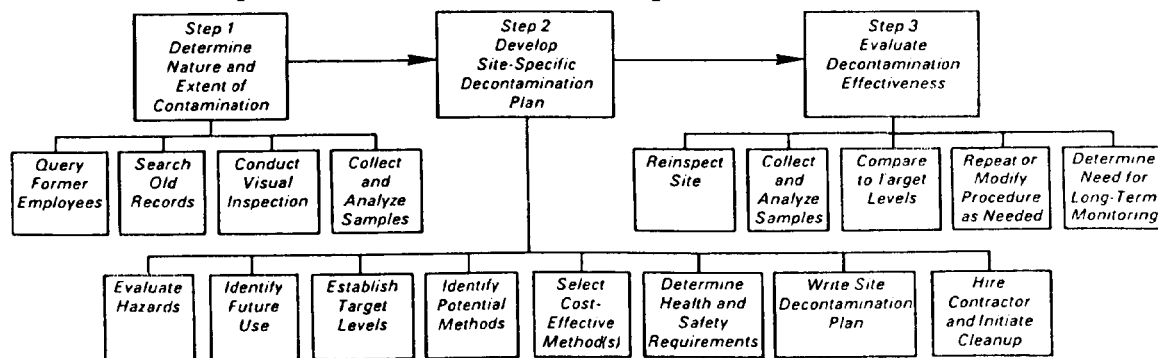 Step 1
Determine
Nature and
Extent of
Contamination
Step 2
Develop
Site-Specific
Decontamination
Plan
Step 3
Evaluate
Decontamination
Effectiveness
Query
Former
Employees
Search
Old
Records
Conduct
Visual
Inspection
Collect
and
Analyze
Samples
Reinspect
Site
Collect
and
Analyze
Samples
Compare
to Target
Levels
Repeat or
Modify
Procedure
as Needed
Determine
Need for
Long-Term
Monitoring
Evaluate
Hazards
Identify
Future
Use
Establish
Target
Levels
Identify
Potential
Methods
Select
Cost-
Effective
Method(s)
Determine
Health and
Safety
Requirements
Write Site
Decontamination
Plan
Hire
Contractor
and Initiate
Cleanup